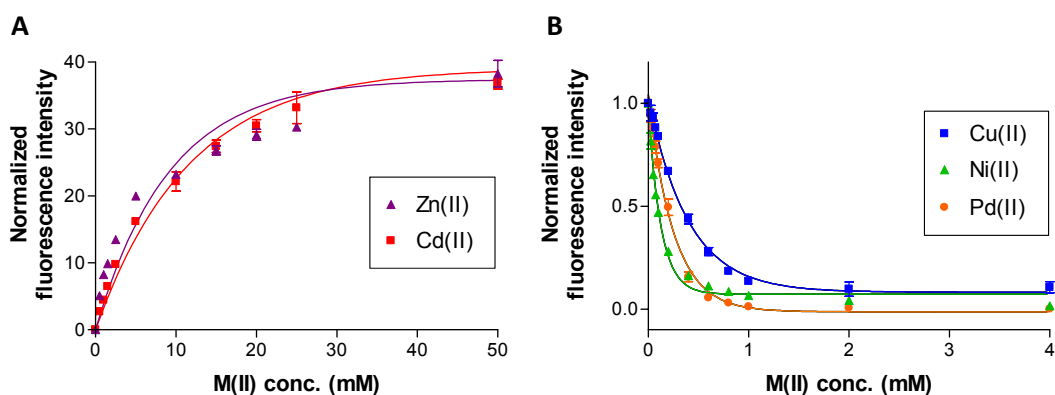 A
Normalized
fluorescence intensity
40
30
20
10
0
0
10
20
30
40
50
M(II) conc. (mM)
Zn(II)
Cd(II)
B
Normalized
fluorescence intensity
1.0
0.5
0.0
0
1
2
3
4
M(II) conc. (mM)
Cu(II)
Ni(II)
Pd(II)